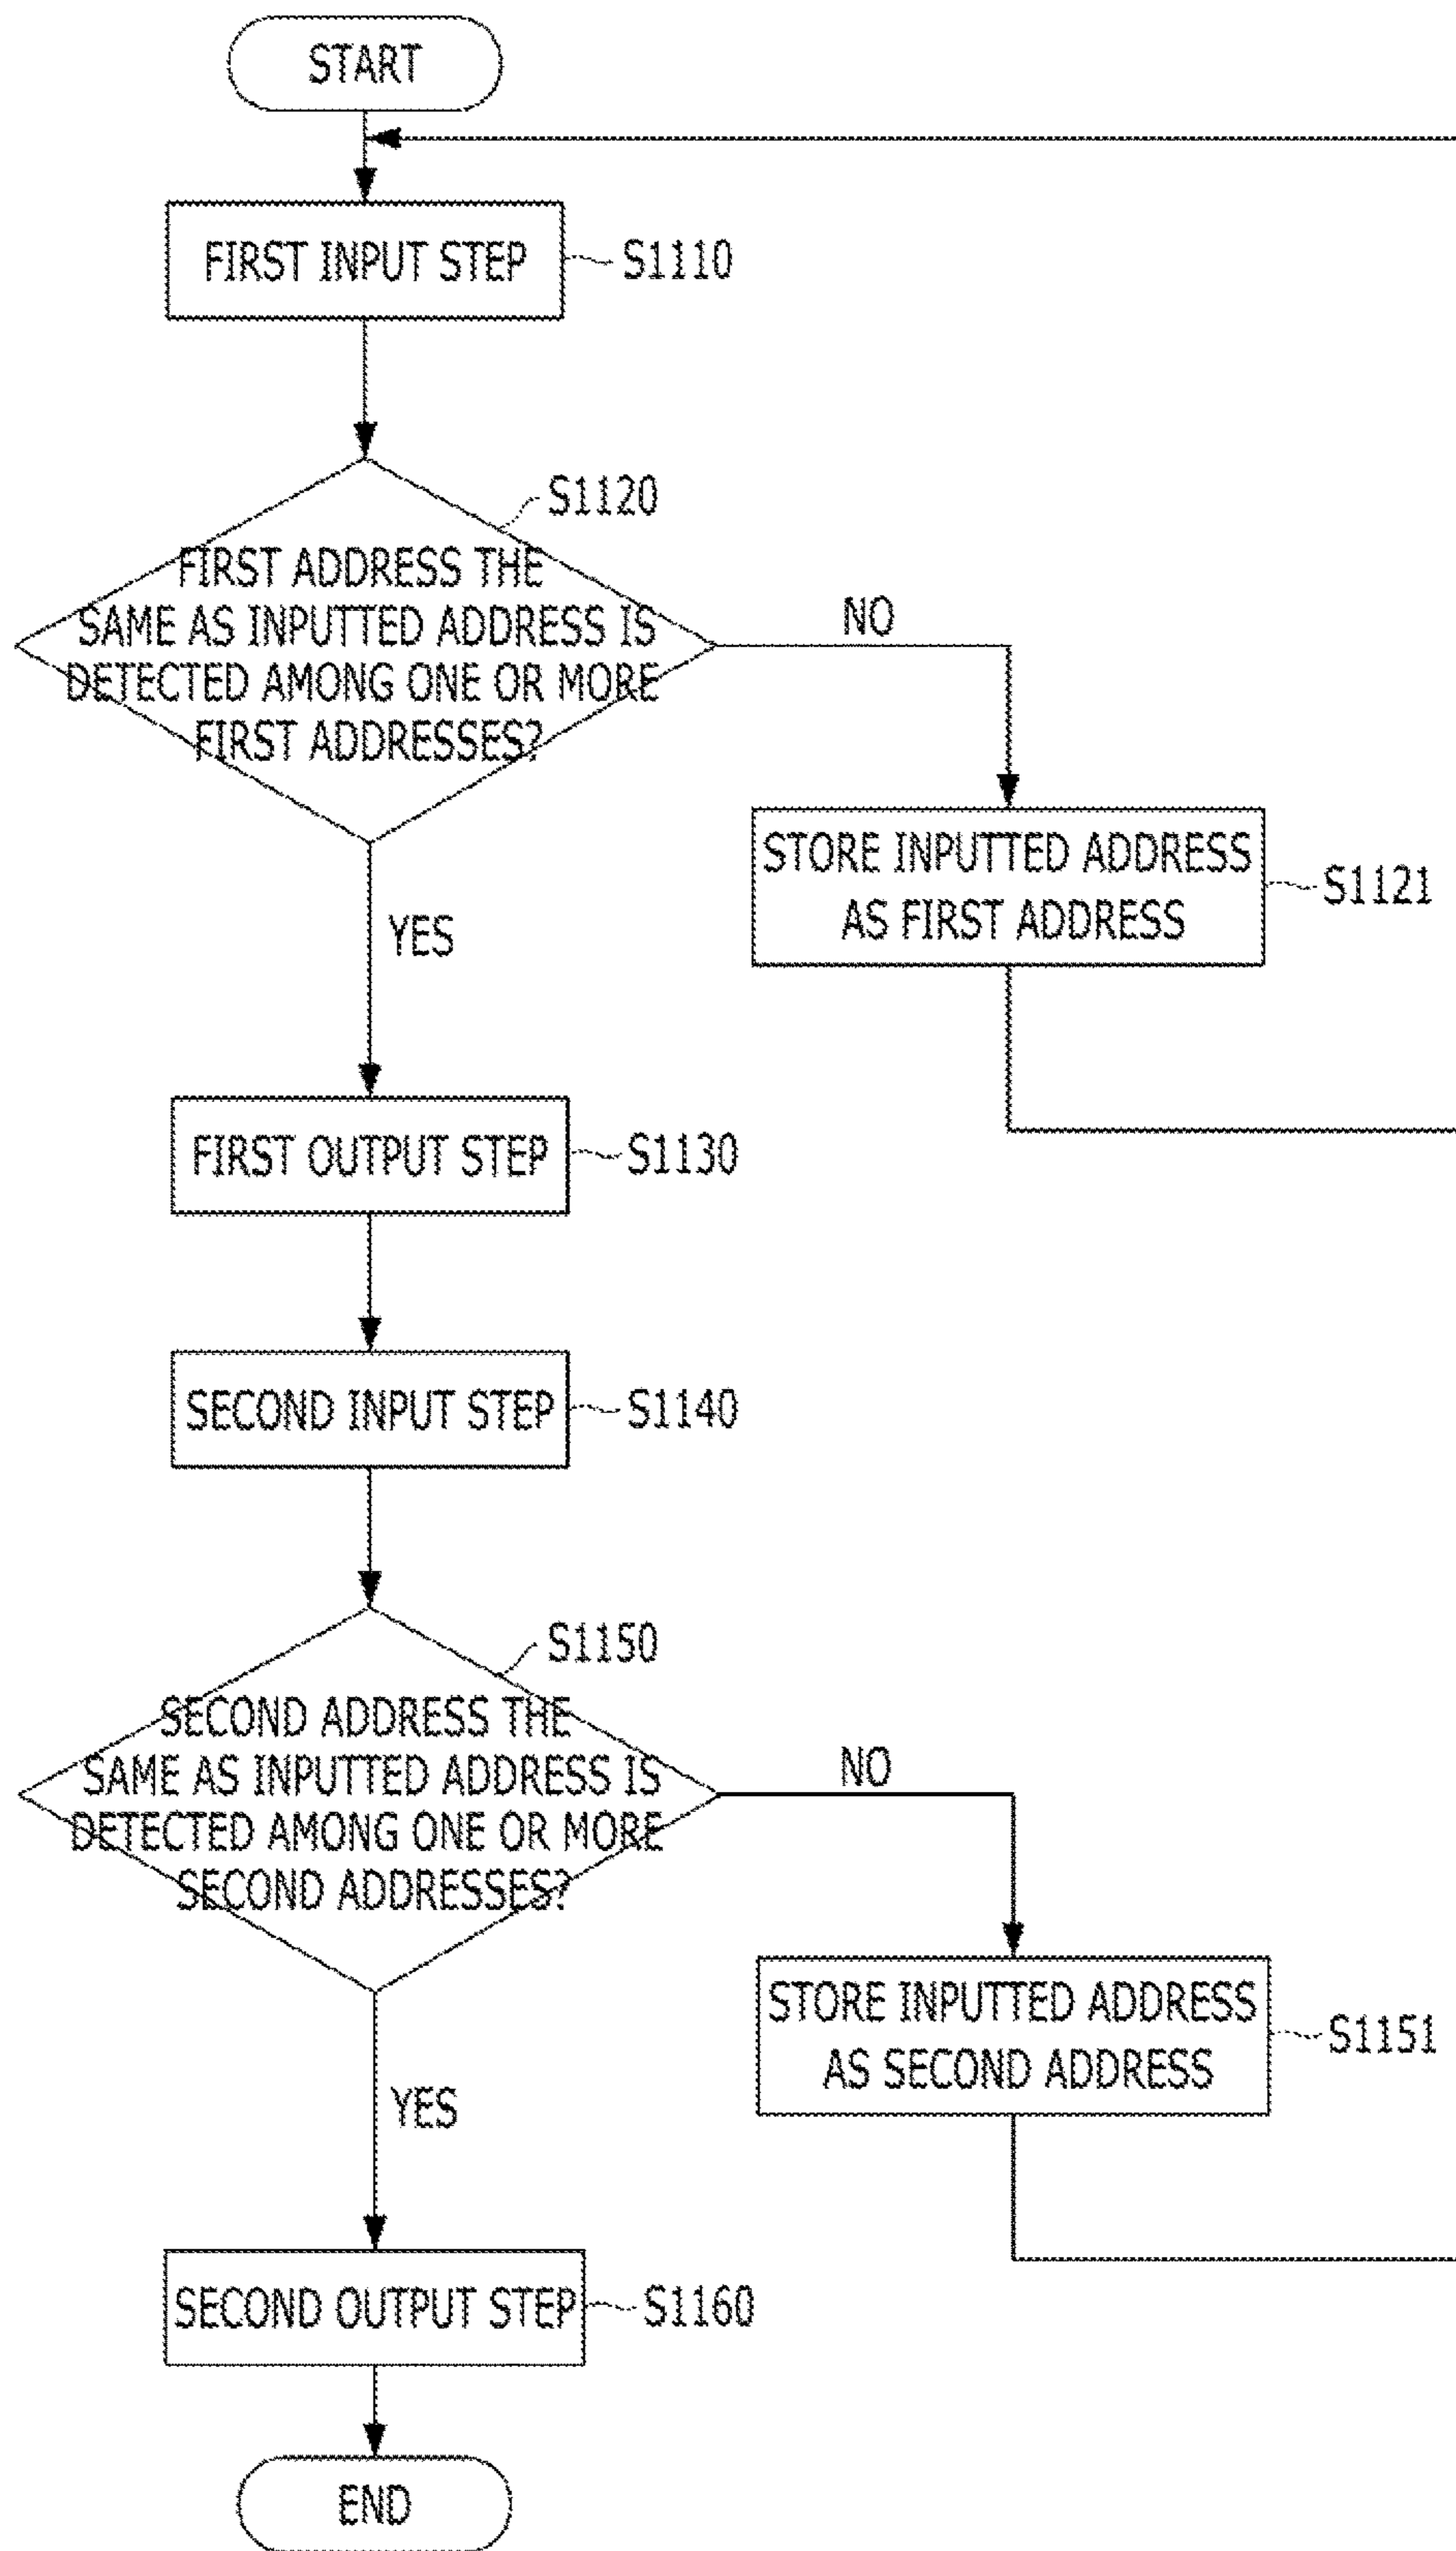 START
FIRST INPUT STEP
S1110
S1120
FIRST ADDRESS THE
SAME AS INPUTTED ADDRESS IS
DETECTED AMONG ONE OR MORE
FIRST ADDRESSES?
NO
STORE INPUTTED ADDRESS
AS FIRST ADDRESS
S1121
YES
FIRST OUTPUT STEP
S1130
SECOND INPUT STEP
S1140
S1150
SECOND ADDRESS THE
SAME AS INPUTTED ADDRESS IS
DETECTED AMONG ONE OR MORE
SECOND ADDRESSES?
NO
STORE INPUTTED ADDRESS
AS SECOND ADDRESS
S1151
YES
SECOND OUTPUT STEP
S1160
END